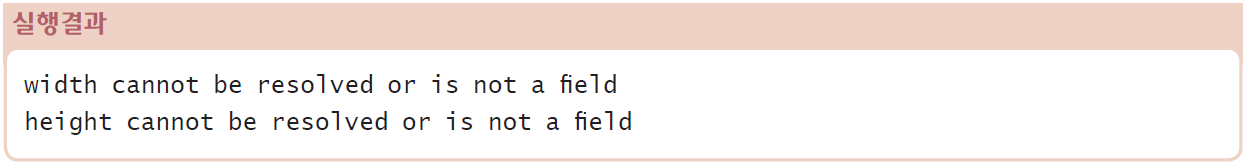 실행결과
width cannot be resolved or is not a field
height cannot be resolved or is not a field